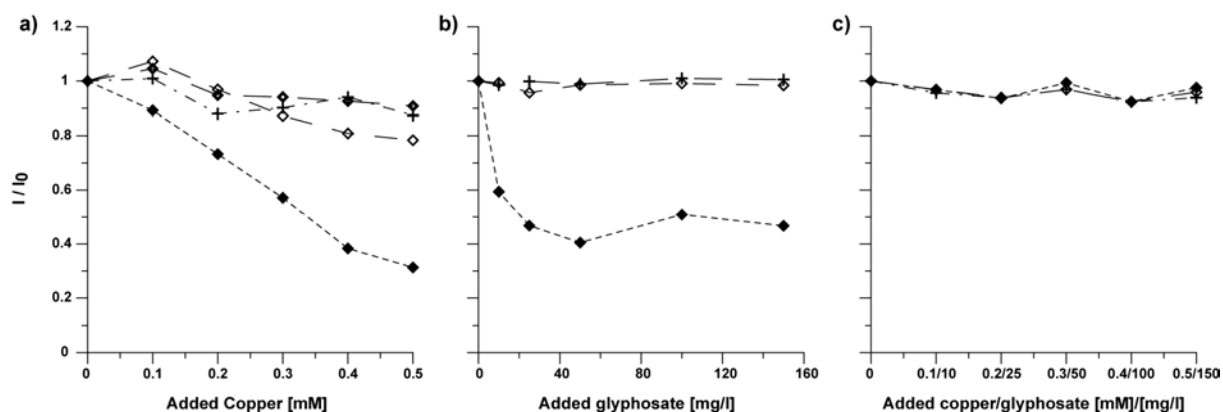 a)
1.2
1
0.8
0.6
0.4
0.2
0
I / I0
0 0.1 0.2 0.3 0.4 0.5
Added Copper [mM]
b)
0 40 80 120 160
Added glyphosate [mg/l]
c)
0 0.1/10 0.2/25 0.3/50 0.4/100 0.5/150
Added copper/glyphosate [mM]/[mg/l]